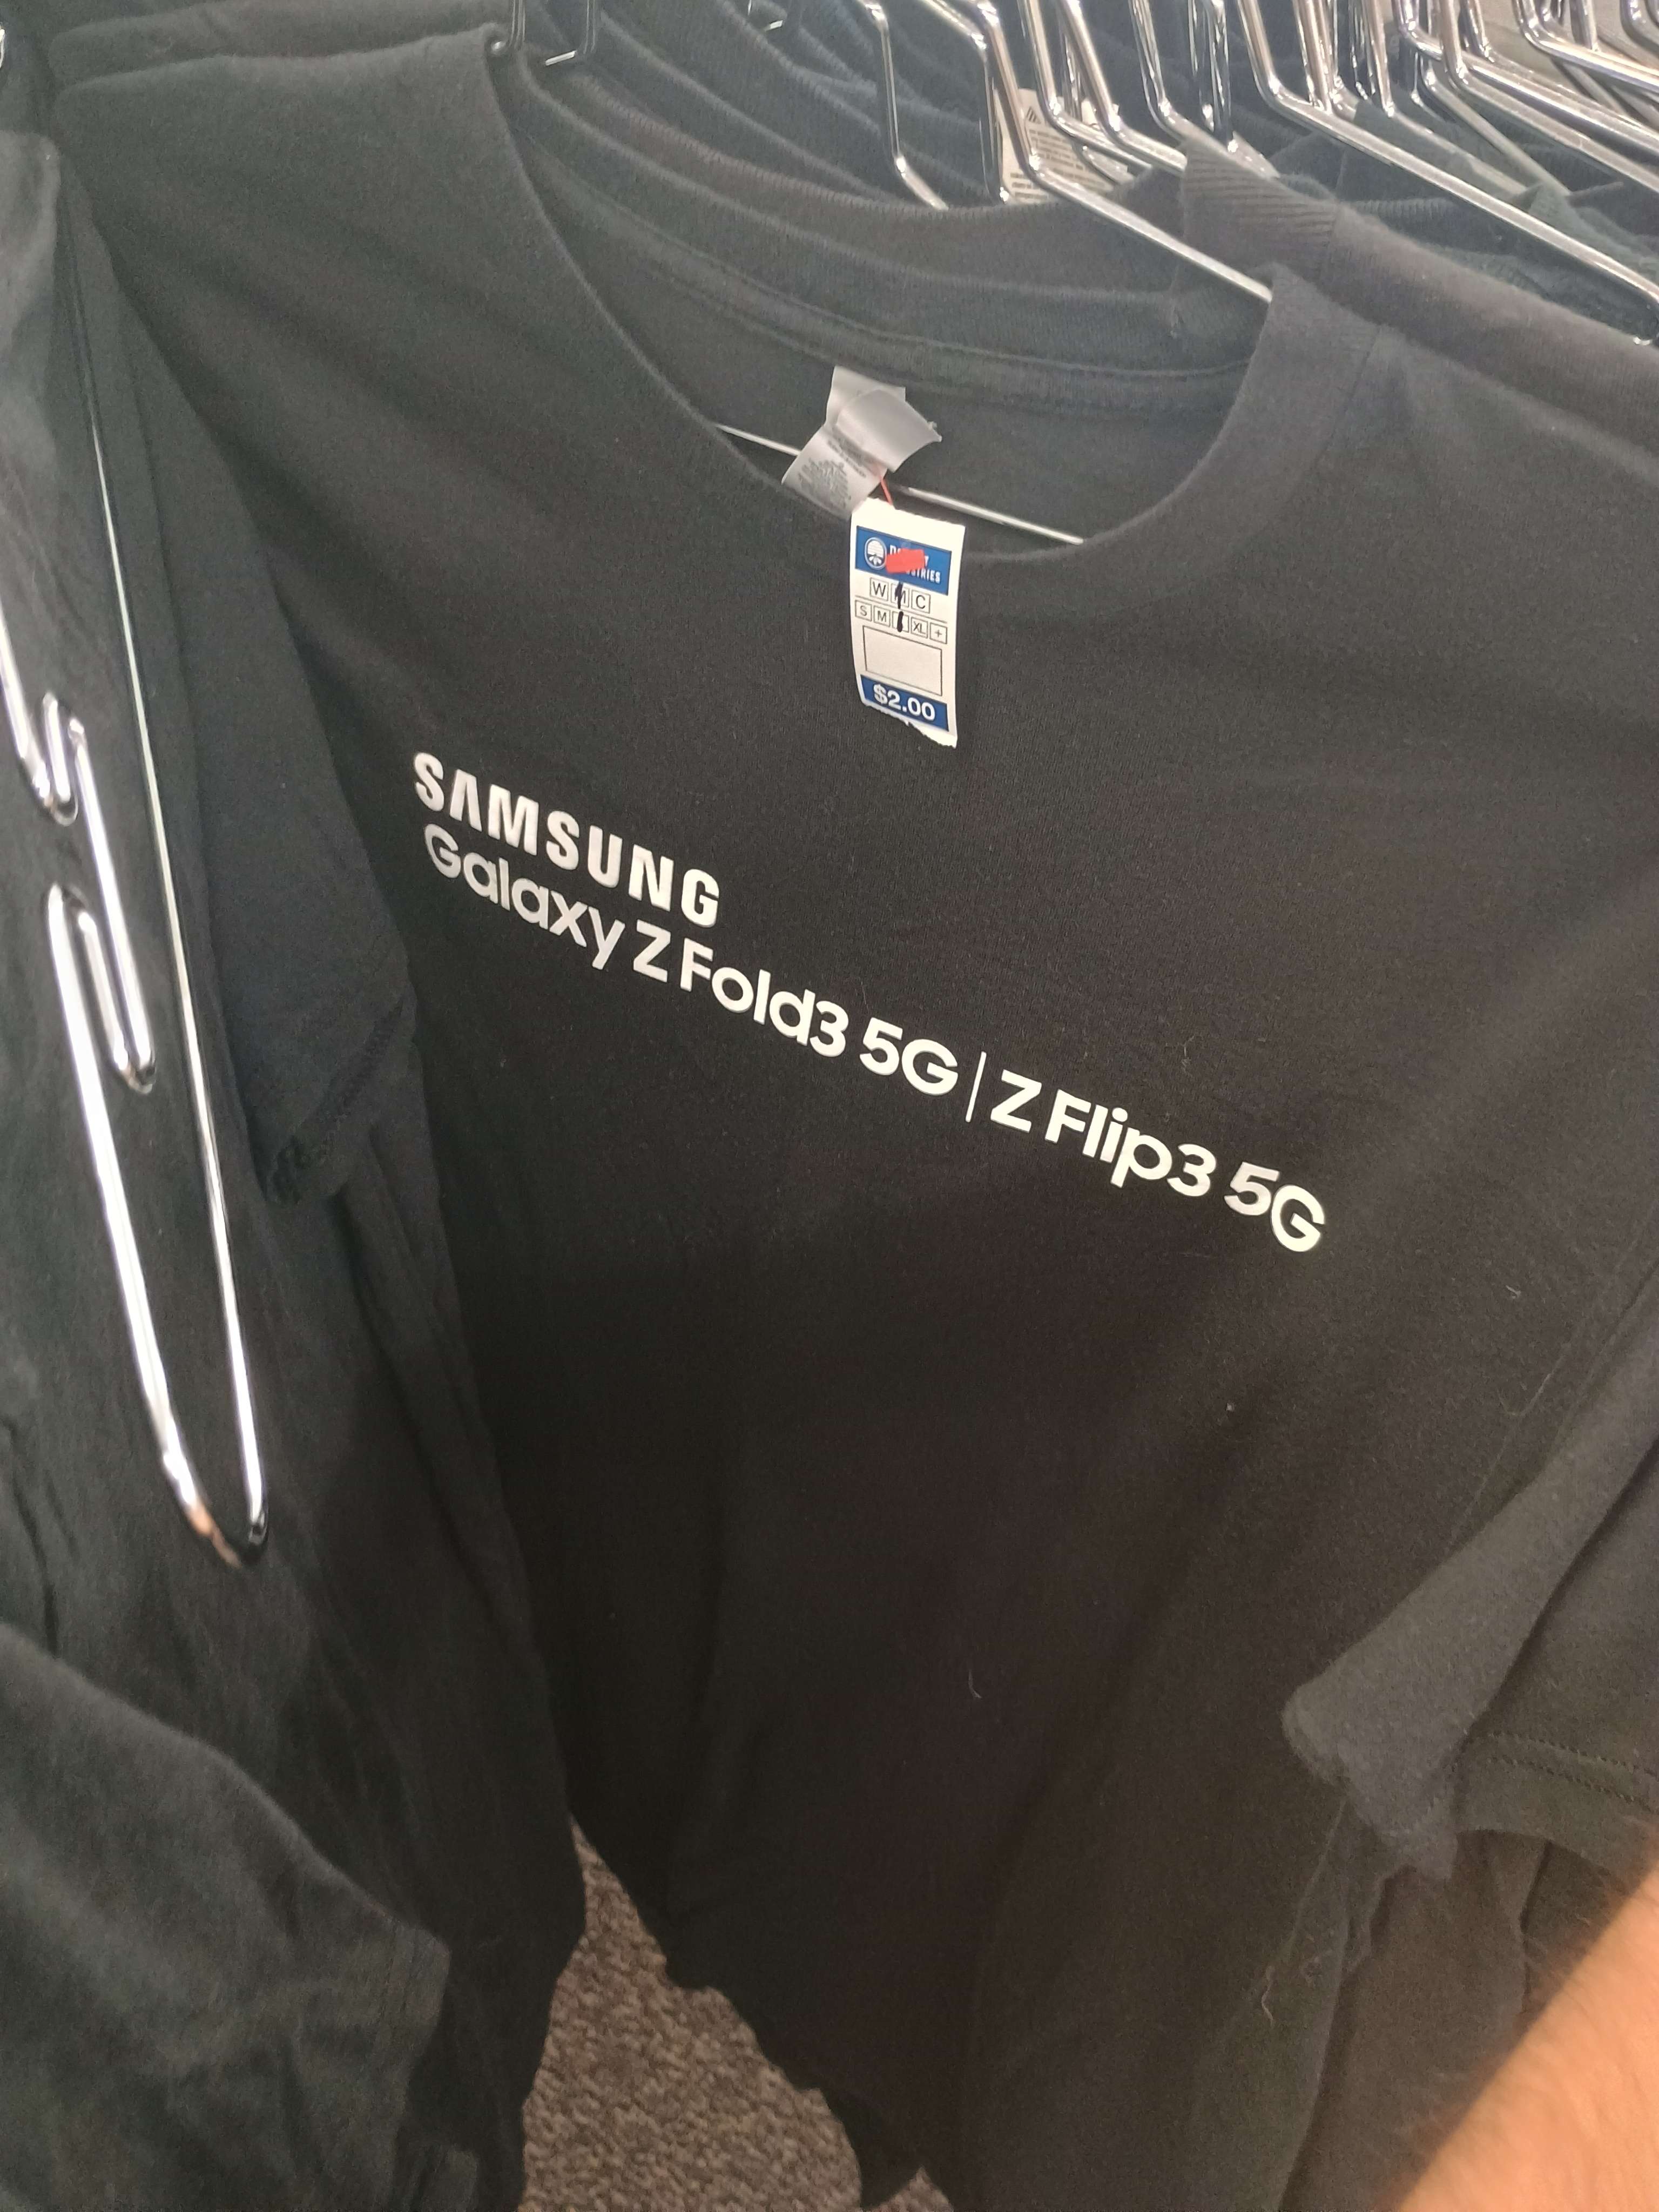 W M C
S M L XL +
$2.00
SAMSUNG
Galaxy Z Fold3 5G | Z Flip3 5G